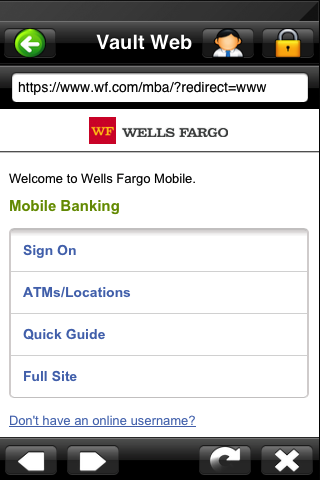 Vault Web
https://www.wf.com/mba/?redirect=www
WF WELLS FARGO
Welcome to Wells Fargo Mobile.
Mobile Banking
Sign On
ATMs/Locations
Quick Guide
Full Site
Don't have an online username?